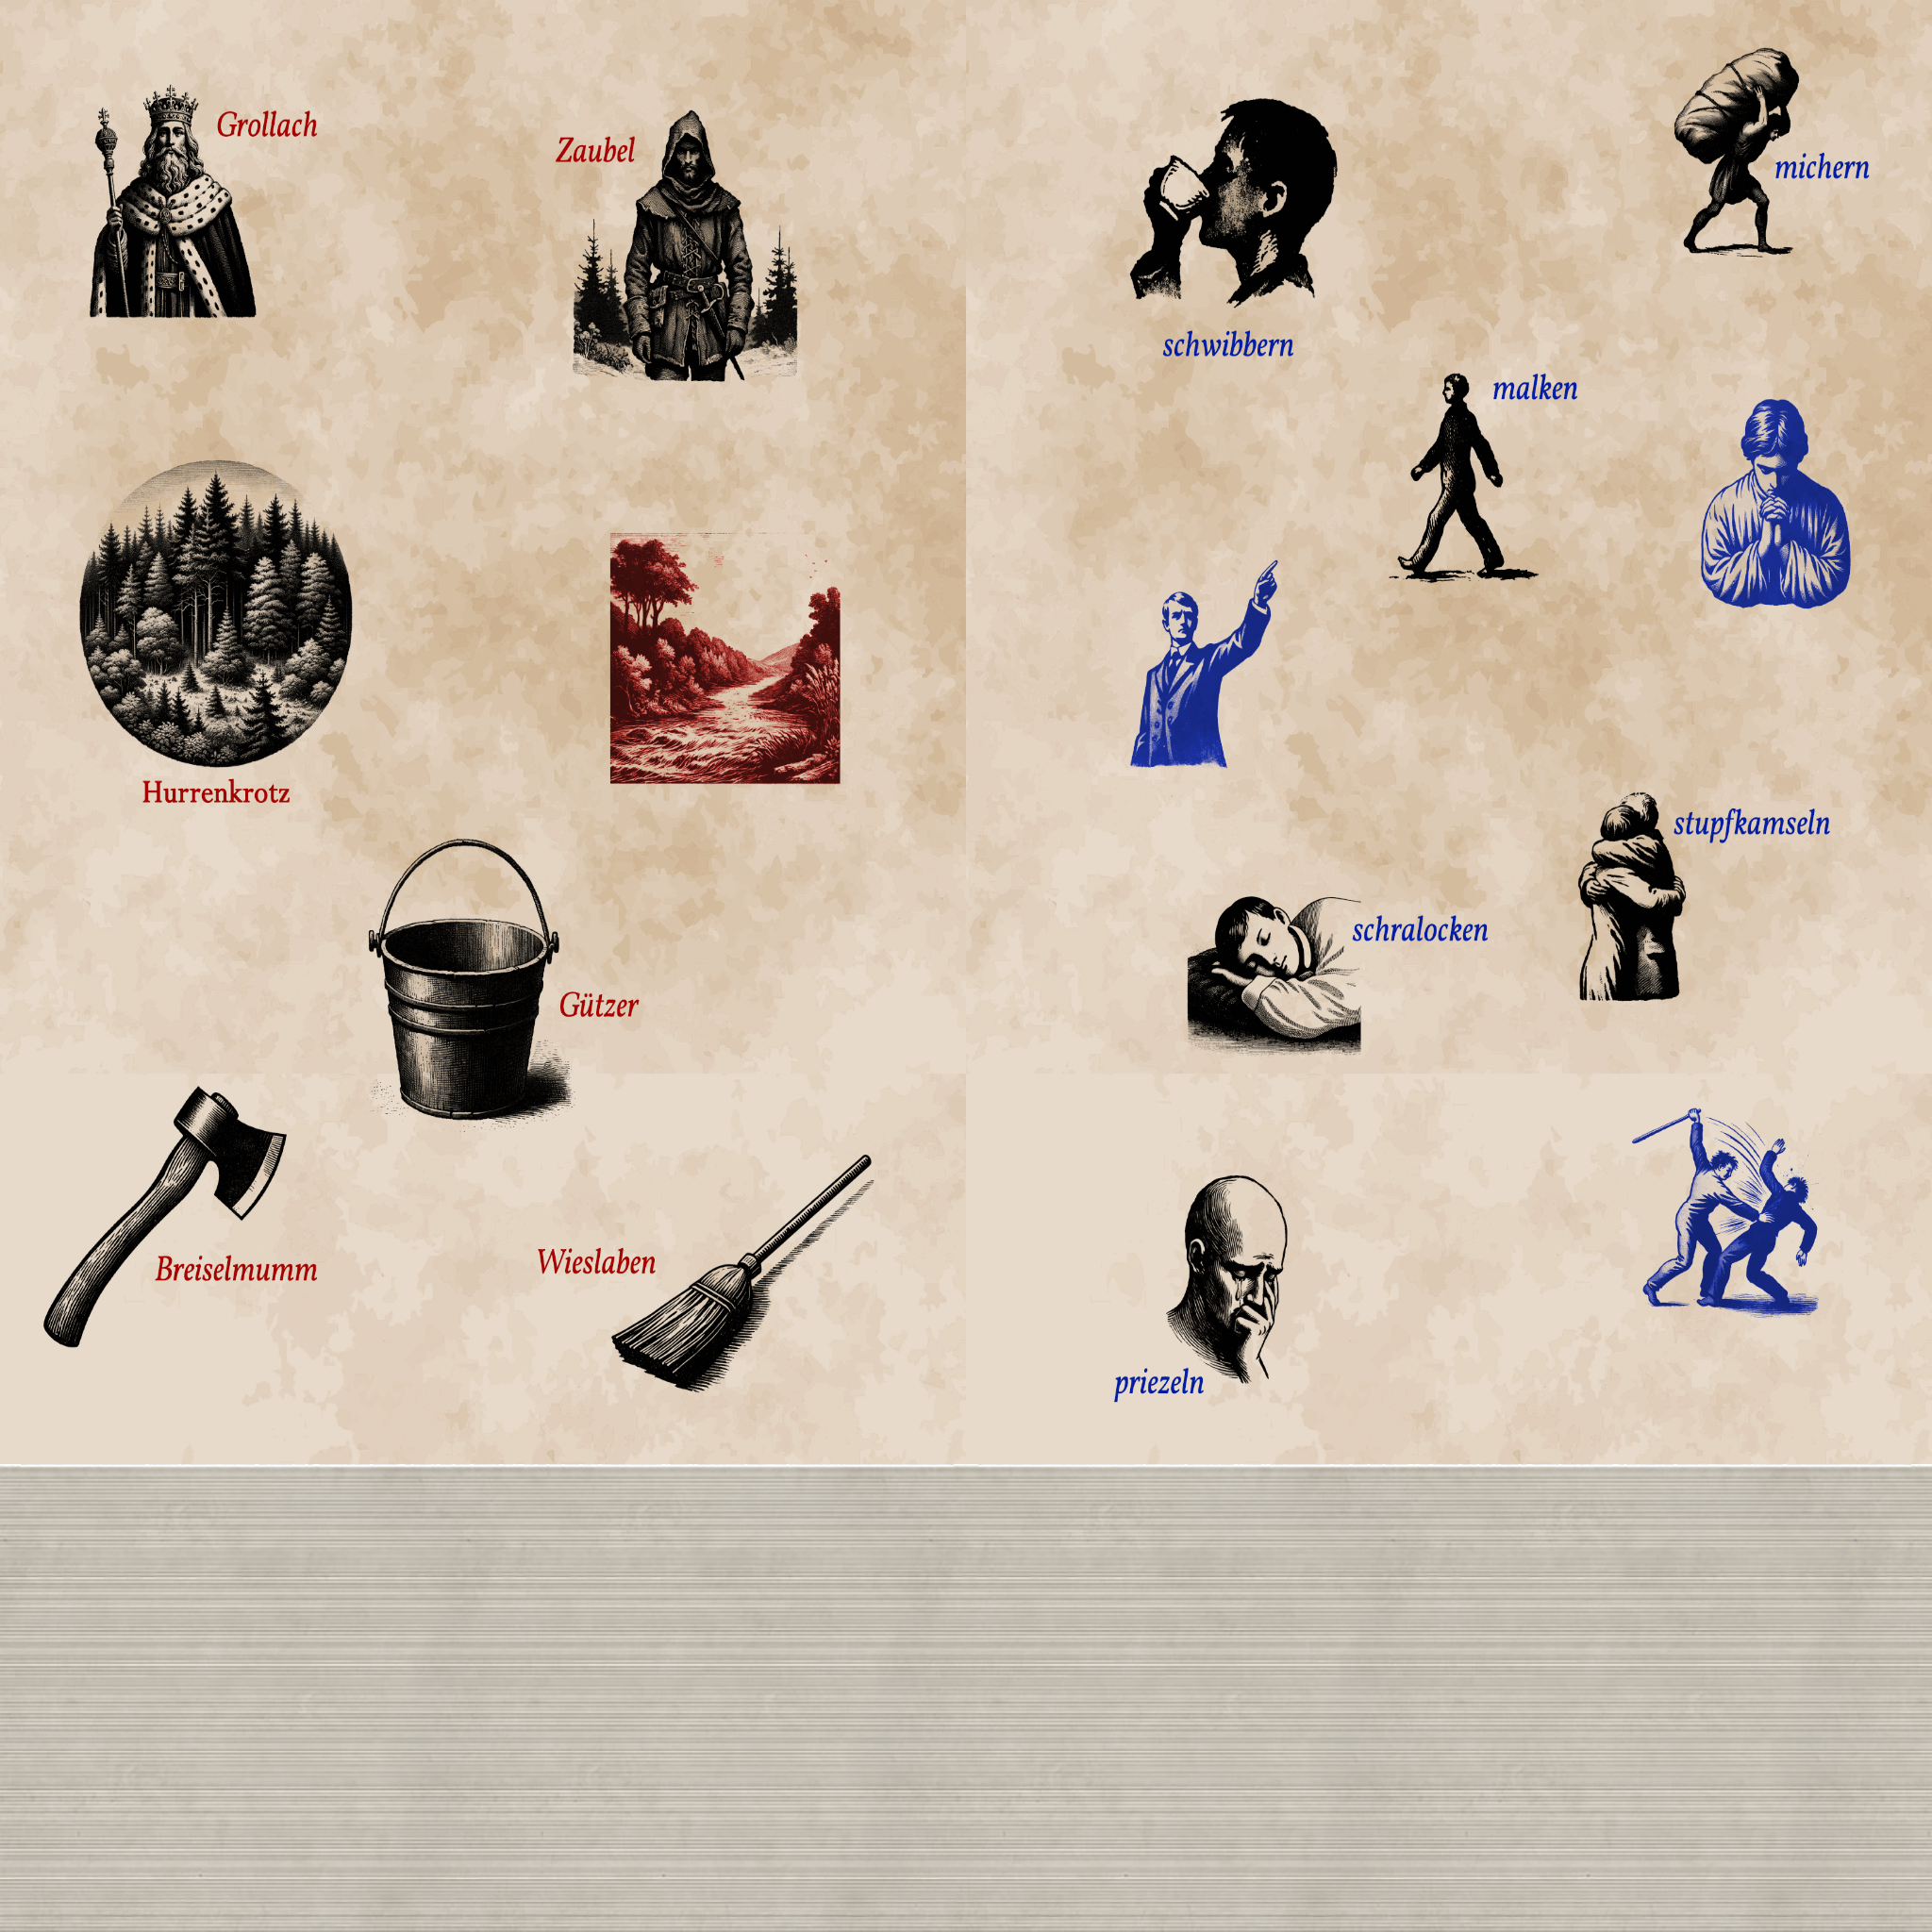 Grollach
Zaubel
Hurrenkrotz
Gützer
Breiselmumm
Wieslaben
schwibbern
michern
malken
stupfkamseln
schralocken
priezeln